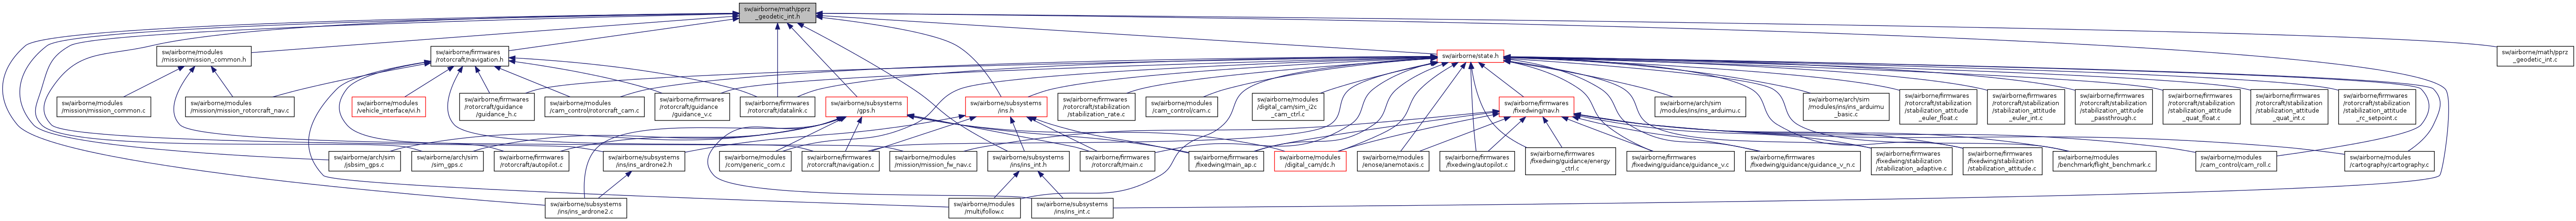 sw/airborne/math/pprz
_geodetic_int.h
sw/airborne/modules
/mission/mission_common.h
sw/airborne/firmwares
/rotorcraft/navigation.h
sw/airborne/state.h
sw/airborne/math/pprz
_geodetic_int.c
sw/airborne/modules
/mission/mission_common.c
sw/airborne/modules
/mission/mission_rotorcraft_nav.c
sw/airborne/modules
/vehicle_interface/vi.h
sw/airborne/firmwares
/rotorcraft/guidance
/guidance_h.c
sw/airborne/modules
/cam_control/rotorcraft_cam.c
sw/airborne/firmwares
/rotorcraft/guidance
/guidance_v.c
sw/airborne/firmwares
/rotorcraft/datalink.c
sw/airborne/subsystems
/gps.h
sw/airborne/subsystems
/ins.h
sw/airborne/firmwares
/rotorcraft/stabilization
/stabilization_rate.c
sw/airborne/modules
/cam_control/cam.c
sw/airborne/modules
/digital_cam/sim_i2c
_cam_ctrl.c
sw/airborne/firmwares
/fixedwing/nav.h
sw/airborne/arch/sim
/modules/ins/ins_arduimu.c
sw/airborne/arch/sim
/modules/ins/ins_arduimu
_basic.c
sw/airborne/firmwares
/rotorcraft/stabilization
/stabilization_attitude
_euler_float.c
sw/airborne/firmwares
/rotorcraft/stabilization
/stabilization_attitude
_euler_int.c
sw/airborne/firmwares
/rotorcraft/stabilization
/stabilization_attitude
_passthrough.c
sw/airborne/firmwares
/rotorcraft/stabilization
/stabilization_attitude
_quat_float.c
sw/airborne/firmwares
/rotorcraft/stabilization
/stabilization_attitude
_quat_int.c
sw/airborne/firmwares
/rotorcraft/stabilization
/stabilization_attitude
_rc_setpoint.c
sw/airborne/arch/sim
/jsbsim_gps.c
sw/airborne/arch/sim
/sim_gps.c
sw/airborne/firmwares
/rotorcraft/autopilot.c
sw/airborne/subsystems
/ins/ins_ardrone2.h
sw/airborne/modules
/com/generic_com.c
sw/airborne/firmwares
/rotorcraft/navigation.c
sw/airborne/modules
/mission/mission_fw_nav.c
sw/airborne/subsystems
/ins/ins_int.h
sw/airborne/firmwares
/rotorcraft/main.c
sw/airborne/firmwares
/fixedwing/main_ap.c
sw/airborne/modules
/digital_cam/dc.h
sw/airborne/modules
/enose/anemotaxis.c
sw/airborne/firmwares
/fixedwing/autopilot.c
sw/airborne/firmwares
/fixedwing/guidance/energy
_ctrl.c
sw/airborne/firmwares
/fixedwing/guidance/guidance_v.c
sw/airborne/firmwares
/fixedwing/guidance/guidance_v_n.c
sw/airborne/firmwares
/fixedwing/stabilization
/stabilization_adaptive.c
sw/airborne/firmwares
/fixedwing/stabilization
/stabilization_attitude.c
sw/airborne/modules
/benchmark/flight_benchmark.c
sw/airborne/modules
/cam_control/cam_roll.c
sw/airborne/modules
/cartography/cartography.c
sw/airborne/subsystems
/ins/ins_ardrone2.c
sw/airborne/modules
/multi/follow.c
sw/airborne/subsystems
/ins/ins_int.c